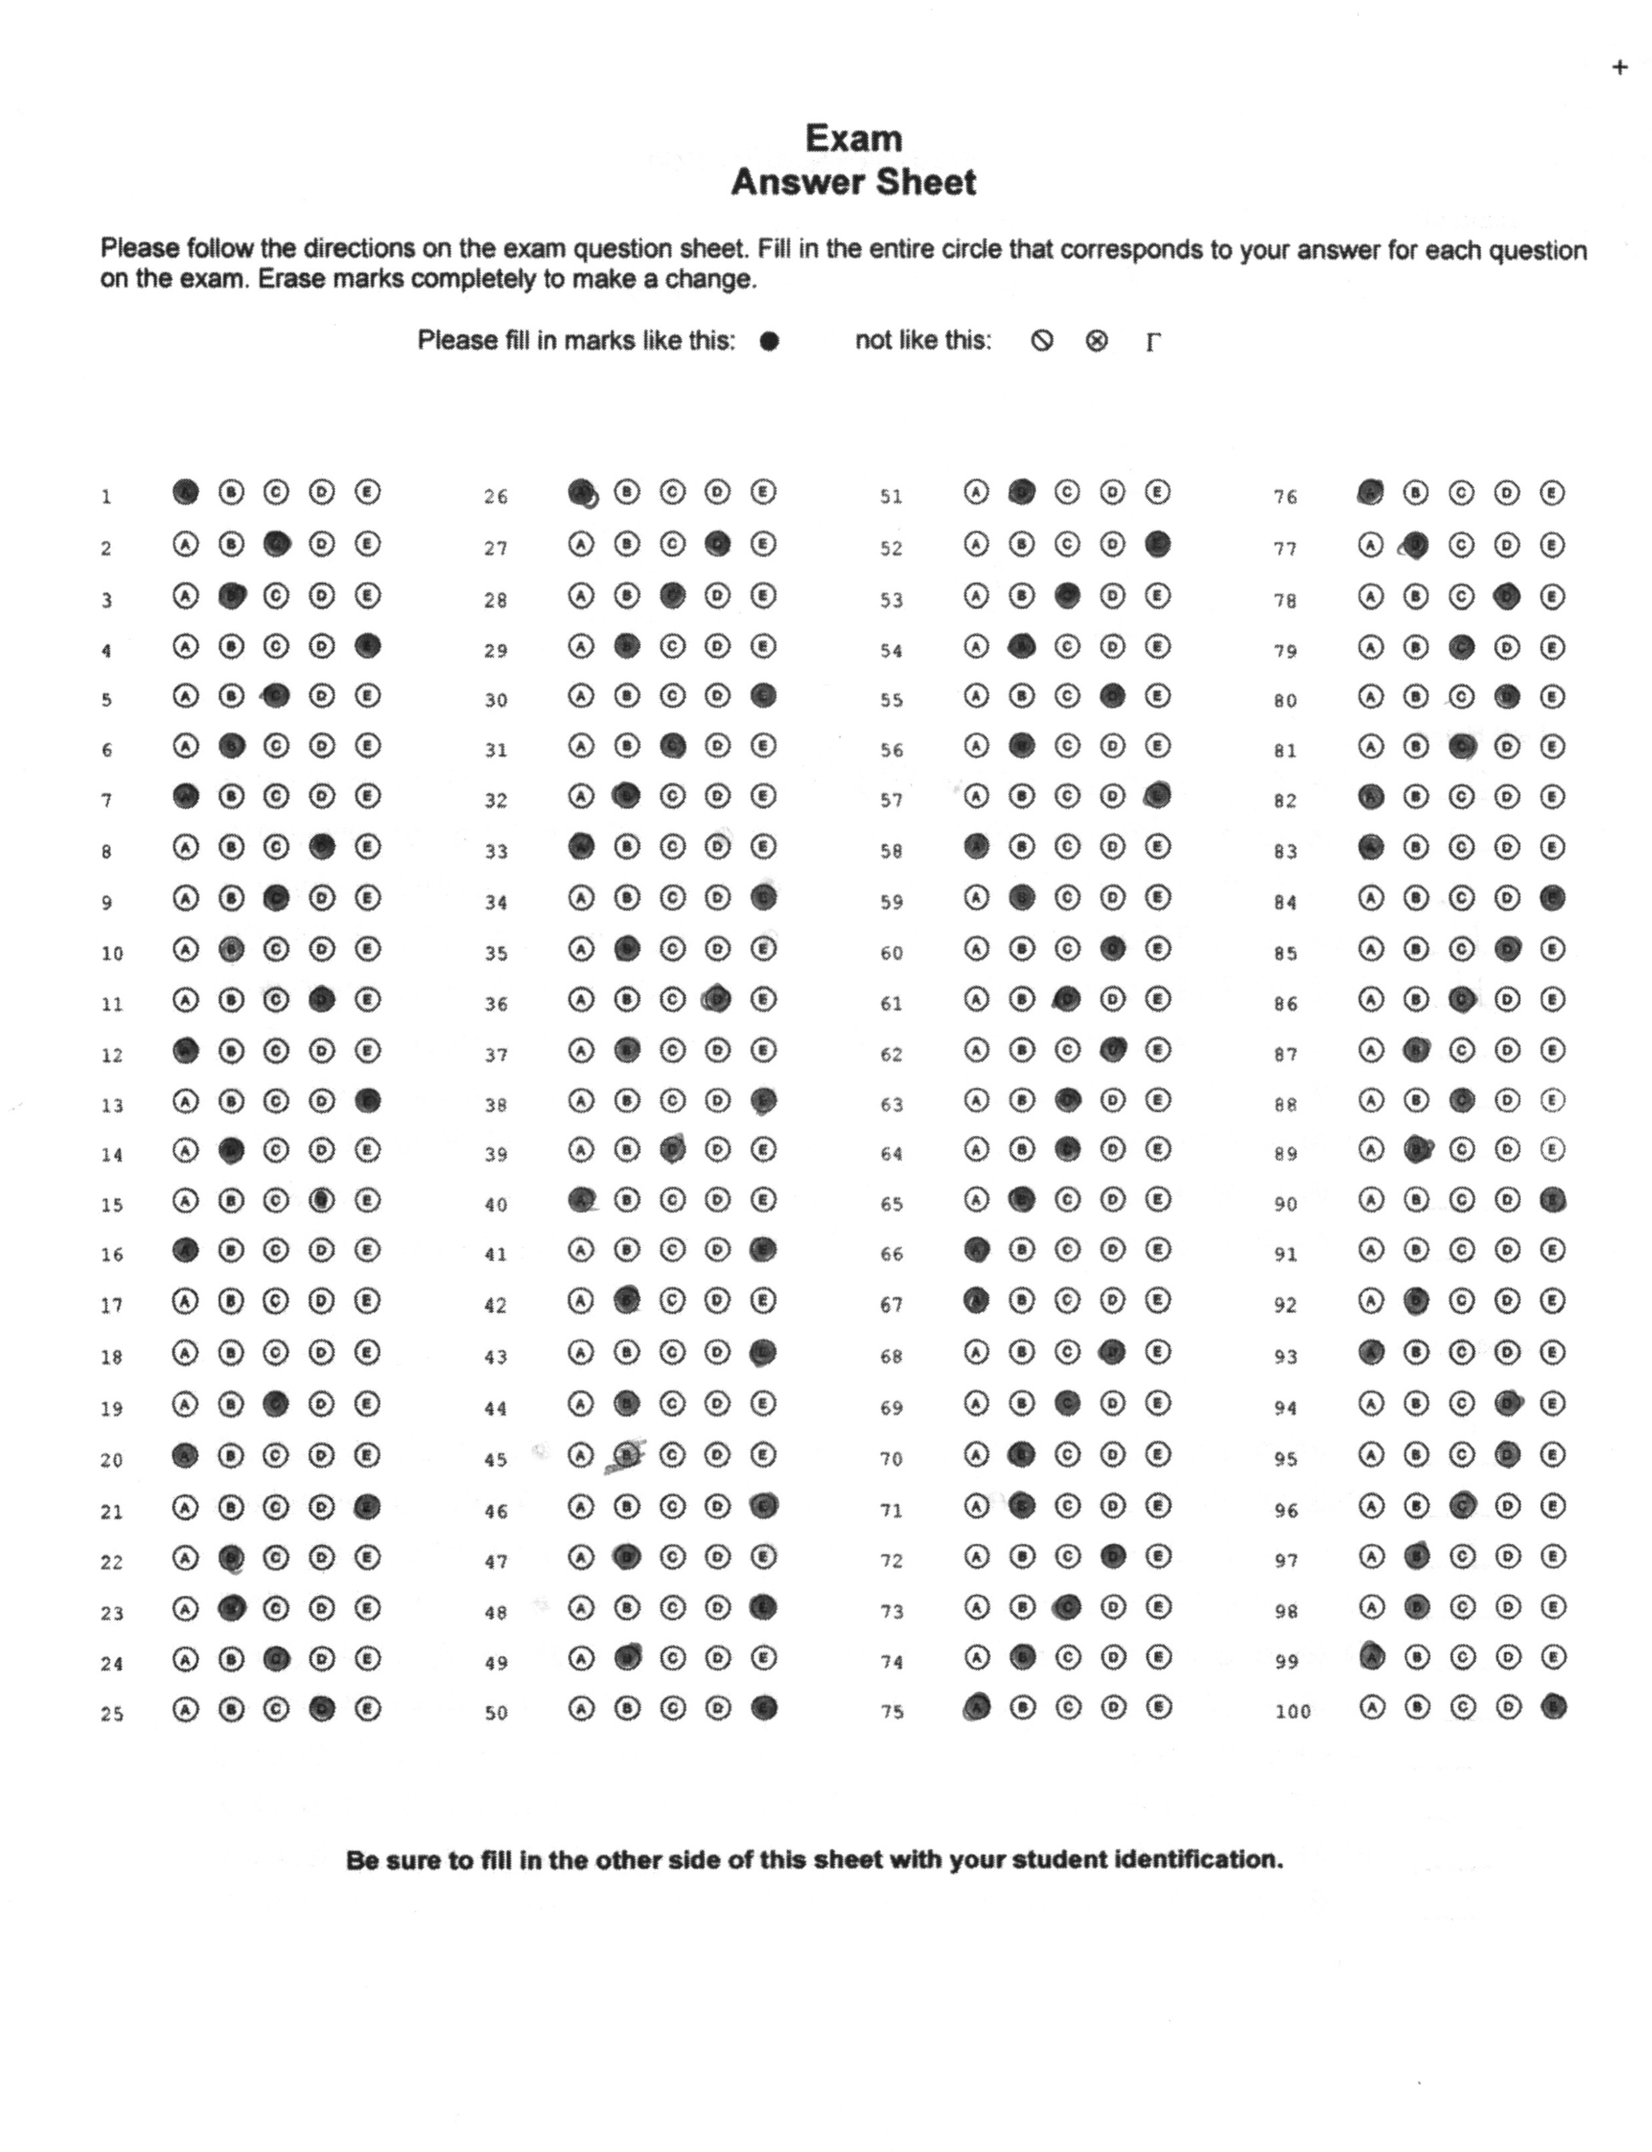 +
Exam
Answer Sheet
Please follow the directions on the exam question sheet. Fill in the entire circle that corresponds to your answer for each question
on the exam. Erase marks completely to make a change.
Please fill in marks like this: ● not like this: ⦸ ⊗ Γ
1 A B C D E 26 A B C D E 51 A B C D E 76 A B C D E
2 A B C D E 27 A B C D E 52 A B C D E 77 A B C D E
3 A B C D E 28 A B C D E 53 A B C D E 78 A B C D E
4 A B C D E 29 A B C D E 54 A B C D E 79 A B C D E
5 A B C D E 30 A B C D E 55 A B C D E 80 A B C D E
6 A B C D E 31 A B C D E 56 A B C D E 81 A B C D E
7 A B C D E 32 A B C D E 57 A B C D E 82 A B C D E
8 A B C D E 33 A B C D E 58 A B C D E 83 A B C D E
9 A B C D E 34 A B C D E 59 A B C D E 84 A B C D E
10 A B C D E 35 A B C D E 60 A B C D E 85 A B C D E
11 A B C D E 36 A B C D E 61 A B C D E 86 A B C D E
12 A B C D E 37 A B C D E 62 A B C D E 87 A B C D E
13 A B C D E 38 A B C D E 63 A B C D E 88 A B C D E
14 A B C D E 39 A B C D E 64 A B C D E 89 A B C D E
15 A B C D E 40 A B C D E 65 A B C D E 90 A B C D E
16 A B C D E 41 A B C D E 66 A B C D E 91 A B C D E
17 A B C D E 42 A B C D E 67 A B C D E 92 A B C D E
18 A B C D E 43 A B C D E 68 A B C D E 93 A B C D E
19 A B C D E 44 A B C D E 69 A B C D E 94 A B C D E
20 A B C D E 45 A B C D E 70 A B C D E 95 A B C D E
21 A B C D E 46 A B C D E 71 A B C D E 96 A B C D E
22 A B C D E 47 A B C D E 72 A B C D E 97 A B C D E
23 A B C D E 48 A B C D E 73 A B C D E 98 A B C D E
24 A B C D E 49 A B C D E 74 A B C D E 99 A B C D E
25 A B C D E 50 A B C D E 75 A B C D E 100 A B C D E
Be sure to fill in the other side of this sheet with your student identification.